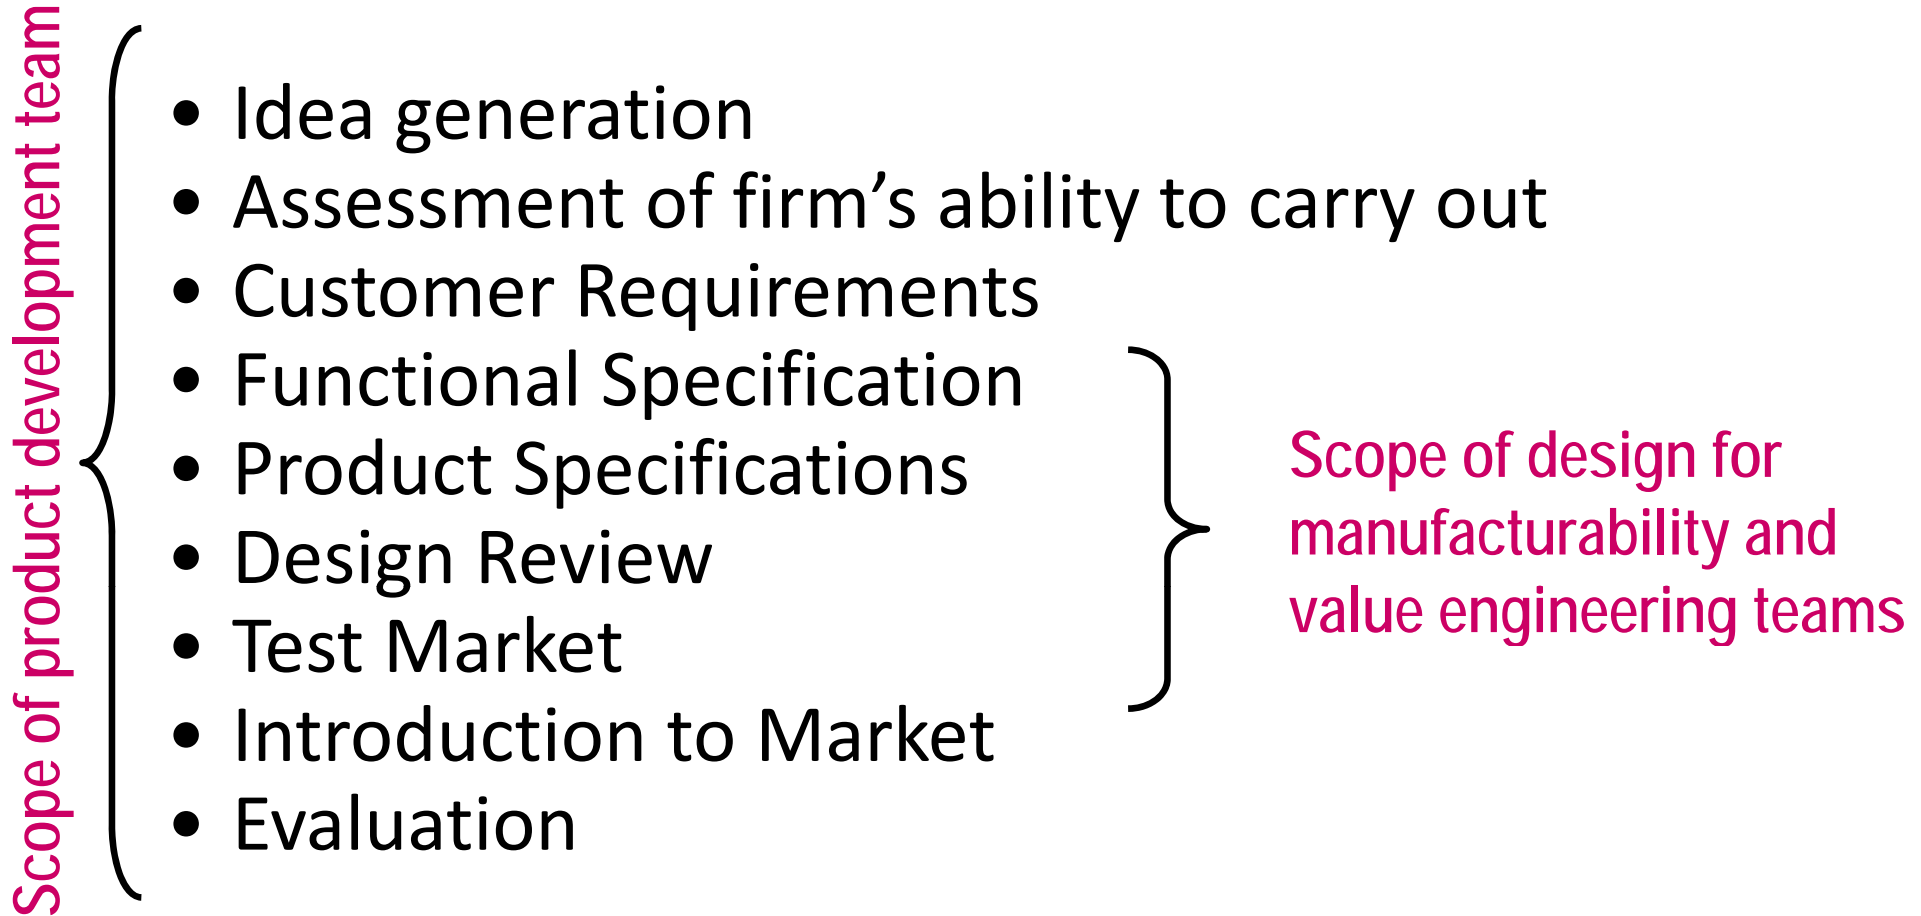 Scope of product development team
• Idea generation
• Assessment of firm’s ability to carry out
• Customer Requirements
• Functional Specification
• Product Specifications
• Design Review
• Test Market
• Introduction to Market
• Evaluation
Scope of design for
manufacturability and
value engineering teams